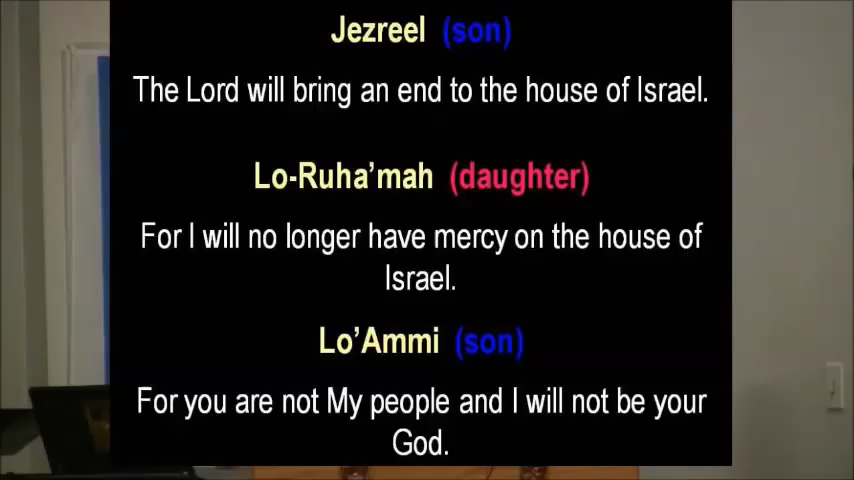 Jezreel (son)
The Lord will bring an end to the house of Israel.
Lo-Ruha’mah (daughter)
For I will no longer have mercy on the house of
Israel.
Lo’Ammi (son)
For you are not My people and I will not be your
God.